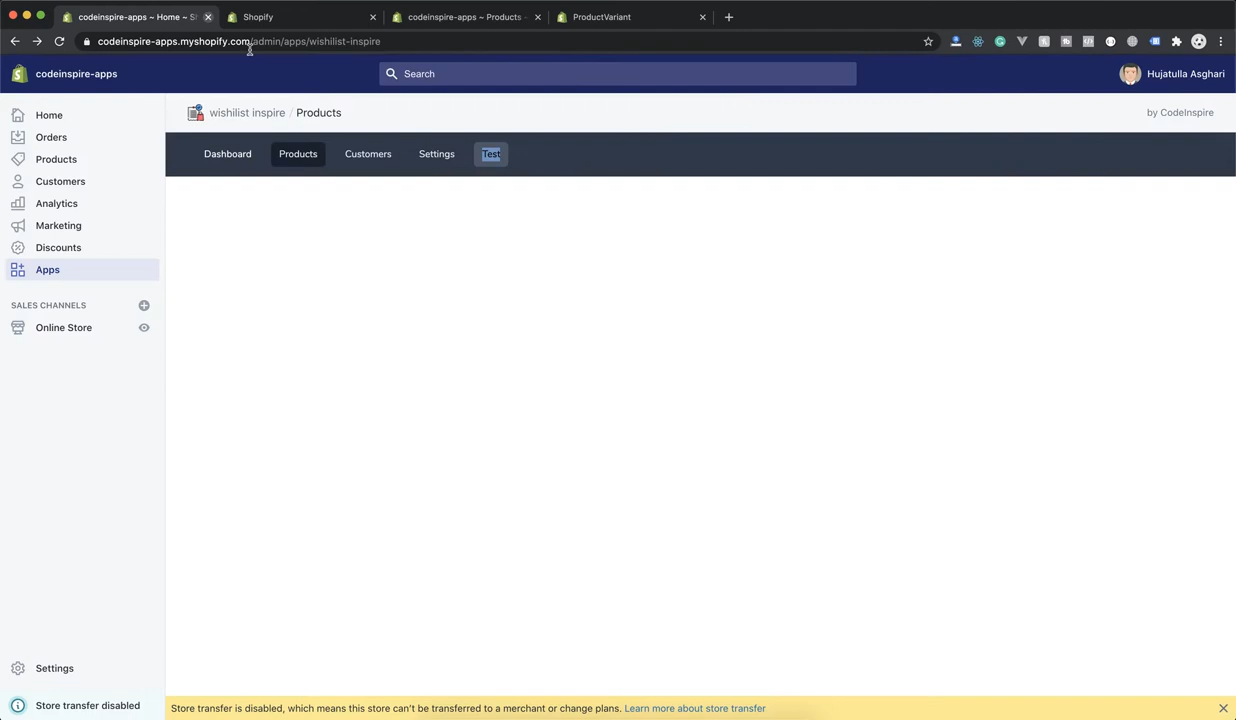 codeinspire-apps ~ Home ~ S
Shopify
codeinspire-apps ~ Products
ProductVariant
codeinspire-apps.myshopify.com/admin/apps/wishilist-inspire
codeinspire-apps
Search
Hujatulla Asghari
Home
Orders
Products
Customers
Analytics
Marketing
Discounts
Apps
SALES CHANNELS
Online Store
Settings
Store transfer disabled
wishilist inspire / Products
by CodeInspire
Dashboard
Products
Customers
Settings
Test
Store transfer is disabled, which means this store can't be transferred to a merchant or change plans. Learn more about store transfer